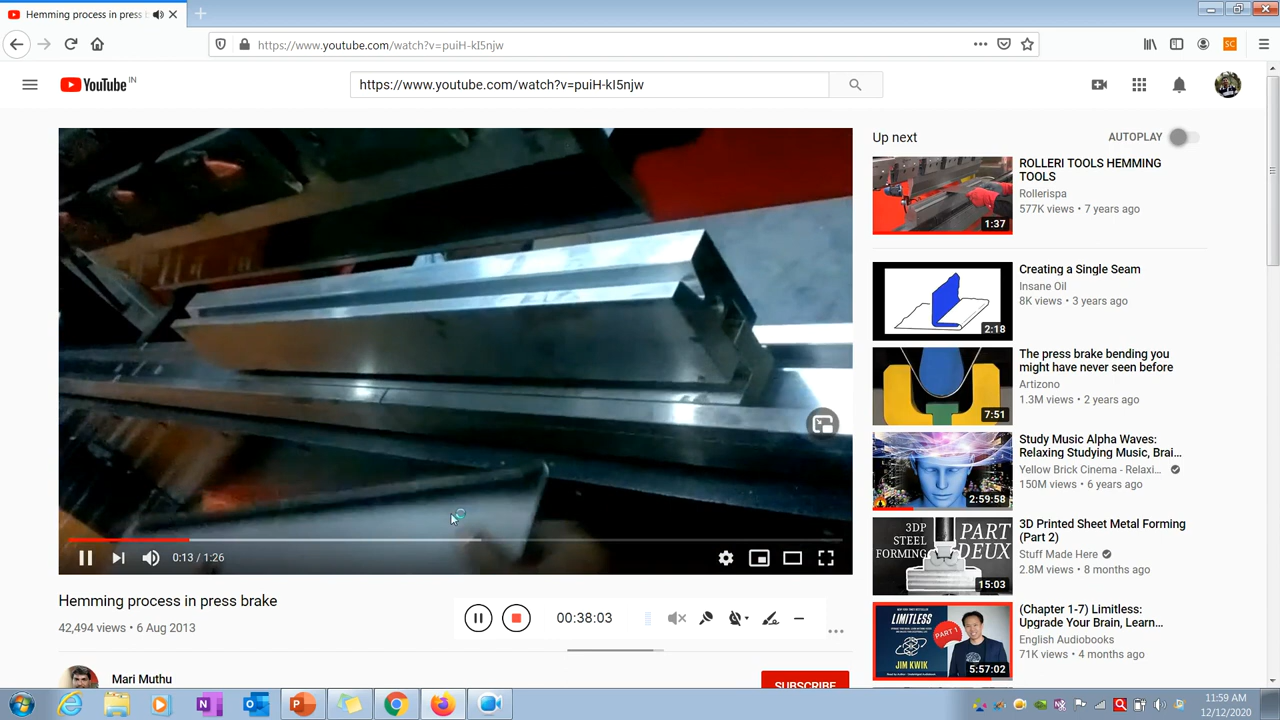 Hemming process in press b
https://www.youtube.com/watch?v=puiH-kI5njw
SC
YouTube IN
https://www.youtube.com/watch?v=puiH-kI5njw
Up next
AUTOPLAY
1:37
ROLLERI TOOLS HEMMING
TOOLS
Rollerispa
577K views • 7 years ago
2:18
Creating a Single Seam
Insane Oil
8K views • 3 years ago
7:51
The press brake bending you
might have never seen before
Artizono
1.3M views • 2 years ago
2:59:58
Study Music Alpha Waves:
Relaxing Studying Music, Brai...
Yellow Brick Cinema - Relaxi...
150M views • 6 years ago
3DP
STEEL
FORMING
PART
DEUX
15:03
3D Printed Sheet Metal Forming
(Part 2)
Stuff Made Here
2.8M views • 8 months ago
LIMITLESS
PART 1
JIM KWIK
5:57:02
(Chapter 1-7) Limitless:
Upgrade Your Brain, Learn...
English Audiobooks
71K views • 4 months ago
0:13 / 1:26
Hemming process in press brake
42,494 views • 6 Aug 2013
00:38:03
Mari Muthu
SUBSCRIBE
11:59 AM
12/12/2020